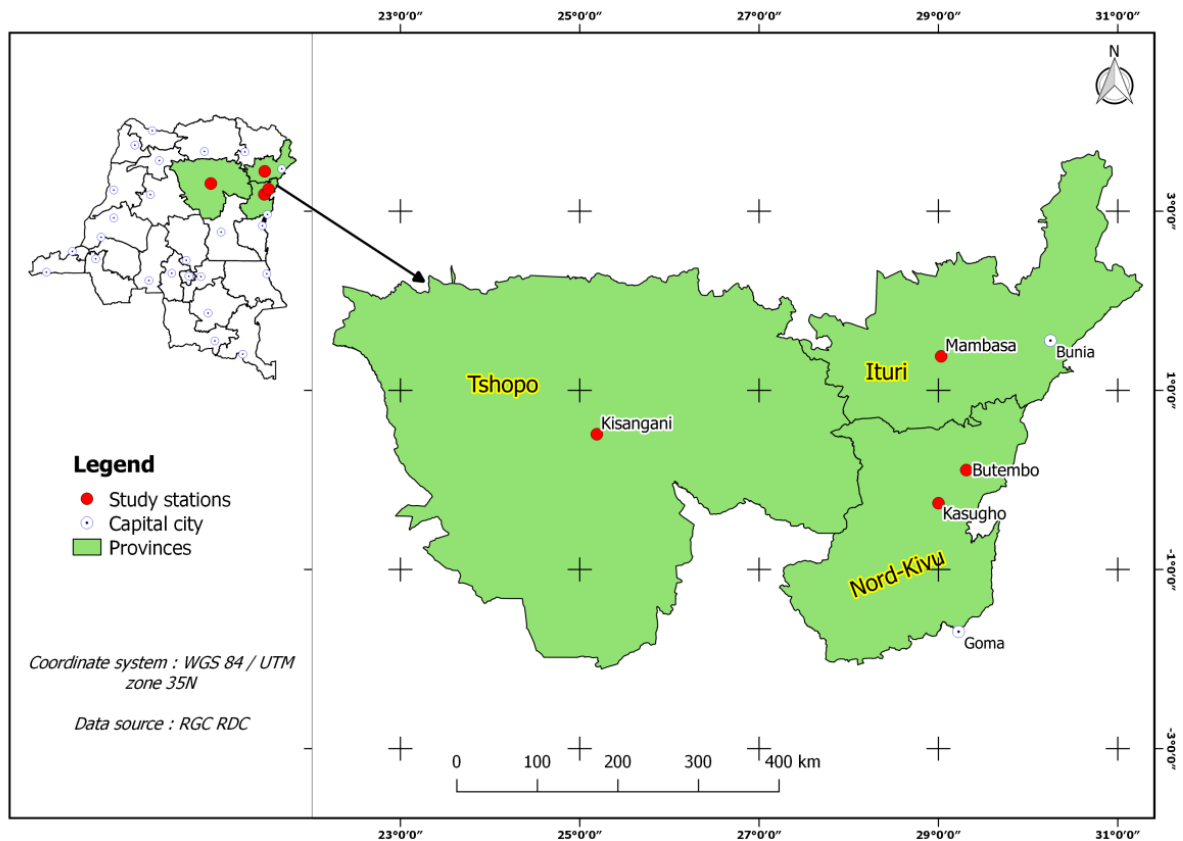 23°0'0"
25°0'0"
27°0'0"
29°0'0"
31°0'0"
N
3°0'0"
Mambasa
Bunia
Ituri
Tshopo
1°0'0"
Kisangani
Butembo
Kasugho
Legend
Study stations
Capital city
Provinces
Nord-Kivu
-1°0'0"
Goma
Coordinate system : WGS 84 / UTM
zone 35N
Data source : RGC RDC
-3°0'0"
0 100 200 300 400 km
23°0'0"
25°0'0"
27°0'0"
29°0'0"
31°0'0"